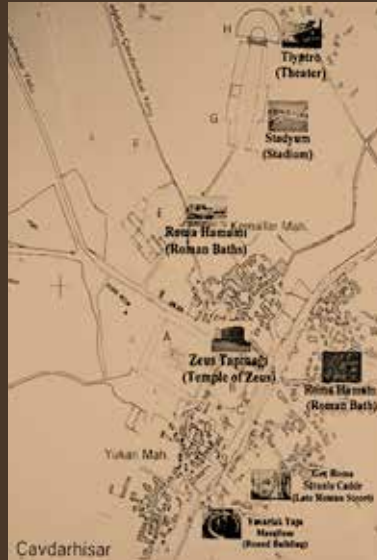 H
Tiyatro
(Theater)
G
Stadyum
(Stadium)
E
Roma Hamamı
(Roman Baths)
Kemaller Mah.
A
Zeus Tapınağı
(Temple of Zeus)
Roma Hamamı
(Roman Bath)
Yukarı Mah.
Geç Roma
Sütunlu Cadde
(Late Roman Street)
Yuvarlak Yapı
(Round Building)
Cavdarhisar